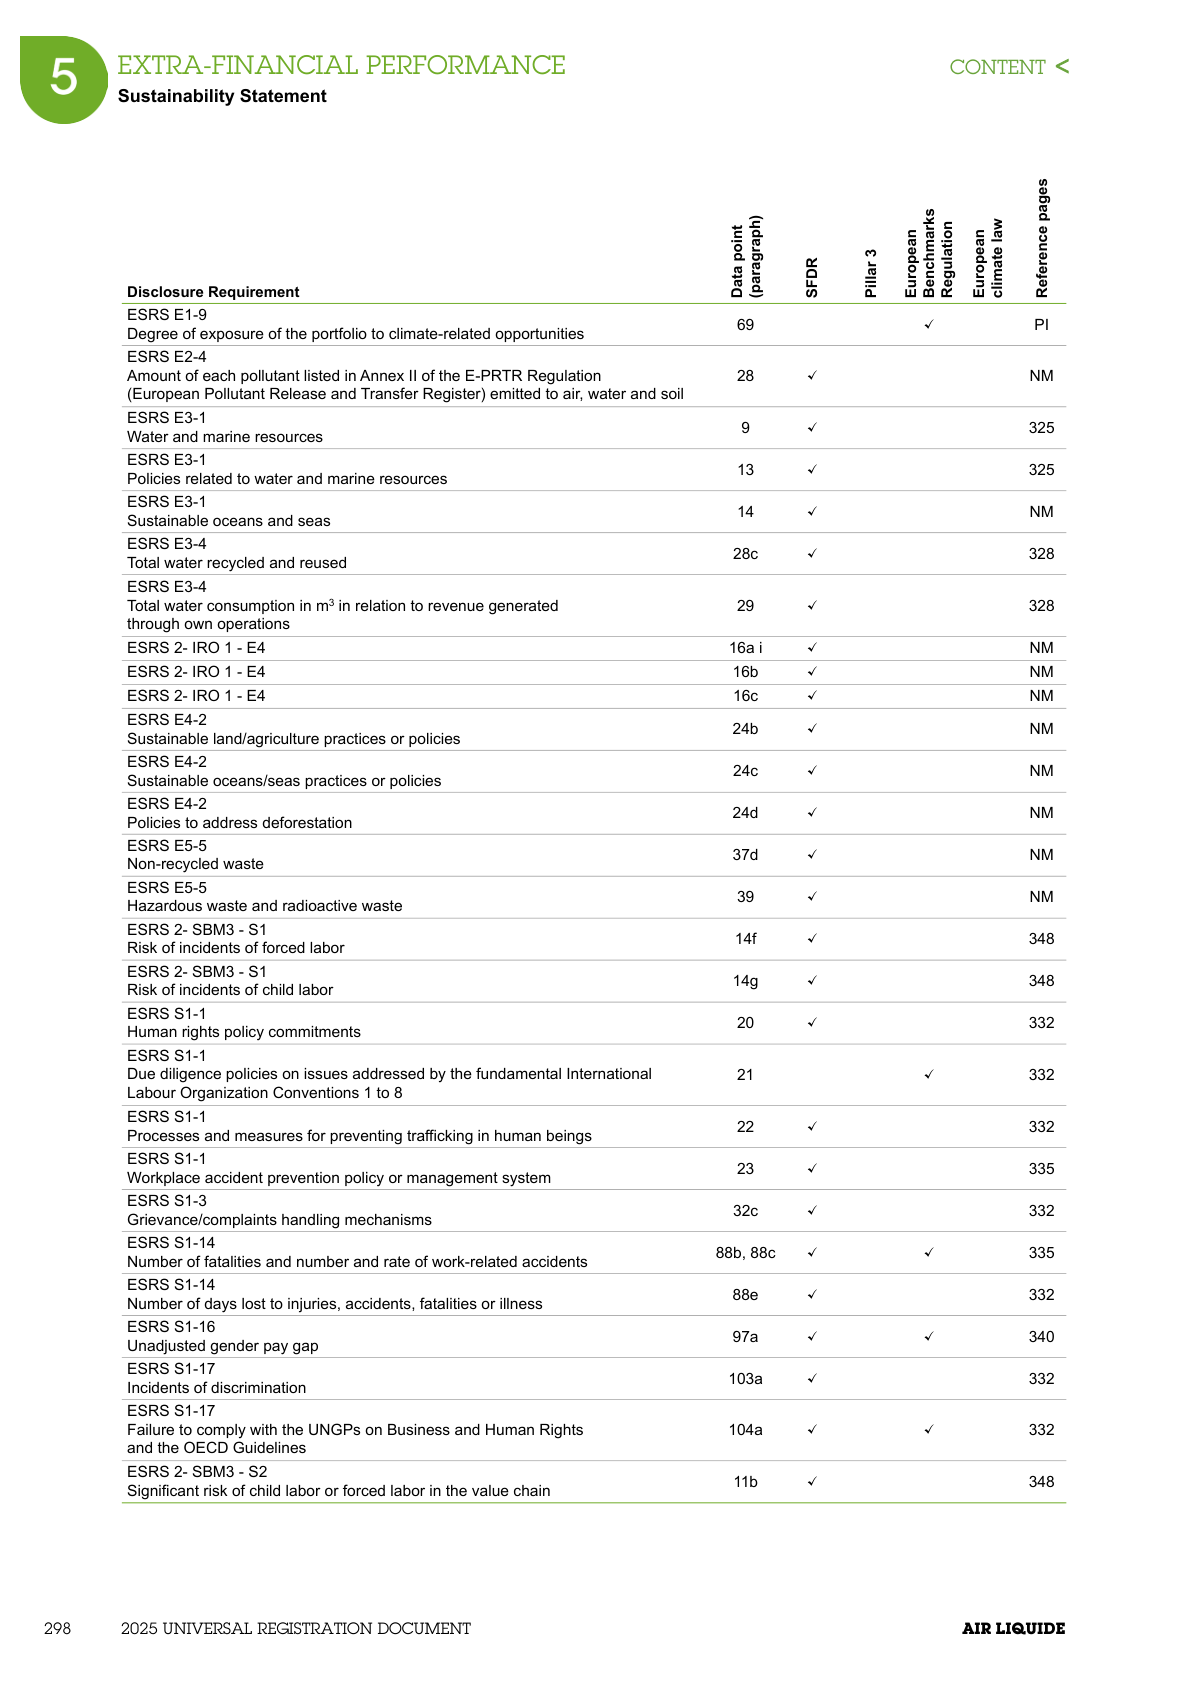 5
EXTRA-FINANCIAL PERFORMANCE
CONTENT <
Sustainability Statement
Disclosure Requirement
Data point
(paragraph)
SFDR
Pillar 3
European
Benchmarks
Regulation
European
climate law
Reference pages
ESRS E1-9
Degree of exposure of the portfolio to climate-related opportunities
69 ✓ PI
ESRS E2-4
Amount of each pollutant listed in Annex II of the E-PRTR Regulation
(European Pollutant Release and Transfer Register) emitted to air, water and soil
28 ✓ NM
ESRS E3-1
Water and marine resources
9 ✓ 325
ESRS E3-1
Policies related to water and marine resources
13 ✓ 325
ESRS E3-1
Sustainable oceans and seas
14 ✓ NM
ESRS E3-4
Total water recycled and reused
28c ✓ 328
ESRS E3-4
Total water consumption in m³ in relation to revenue generated
through own operations
29 ✓ 328
ESRS 2- IRO 1 - E4 16a i ✓ NM
ESRS 2- IRO 1 - E4 16b ✓ NM
ESRS 2- IRO 1 - E4 16c ✓ NM
ESRS E4-2
Sustainable land/agriculture practices or policies
24b ✓ NM
ESRS E4-2
Sustainable oceans/seas practices or policies
24c ✓ NM
ESRS E4-2
Policies to address deforestation
24d ✓ NM
ESRS E5-5
Non-recycled waste
37d ✓ NM
ESRS E5-5
Hazardous waste and radioactive waste
39 ✓ NM
ESRS 2- SBM3 - S1
Risk of incidents of forced labor
14f ✓ 348
ESRS 2- SBM3 - S1
Risk of incidents of child labor
14g ✓ 348
ESRS S1-1
Human rights policy commitments
20 ✓ 332
ESRS S1-1
Due diligence policies on issues addressed by the fundamental International
Labour Organization Conventions 1 to 8
21 ✓ 332
ESRS S1-1
Processes and measures for preventing trafficking in human beings
22 ✓ 332
ESRS S1-1
Workplace accident prevention policy or management system
23 ✓ 335
ESRS S1-3
Grievance/complaints handling mechanisms
32c ✓ 332
ESRS S1-14
Number of fatalities and number and rate of work-related accidents
88b, 88c ✓ ✓ 335
ESRS S1-14
Number of days lost to injuries, accidents, fatalities or illness
88e ✓ 332
ESRS S1-16
Unadjusted gender pay gap
97a ✓ ✓ 340
ESRS S1-17
Incidents of discrimination
103a ✓ 332
ESRS S1-17
Failure to comply with the UNGPs on Business and Human Rights
and the OECD Guidelines
104a ✓ ✓ 332
ESRS 2- SBM3 - S2
Significant risk of child labor or forced labor in the value chain
11b ✓ 348
298 2025 UNIVERSAL REGISTRATION DOCUMENT AIR LIQUIDE